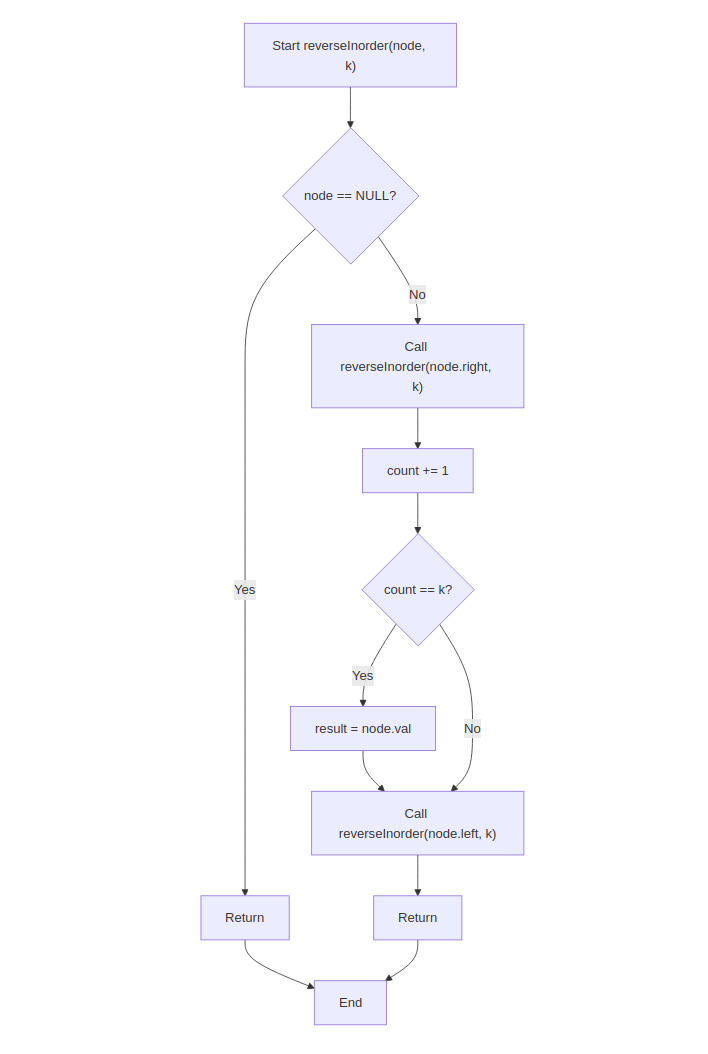 Start reverseInorder(node,
k)
node == NULL?
No
Call
reverseInorder(node.right,
k)
count += 1
Yes
count == k?
Yes
result = node.val
No
Call
reverseInorder(node.left, k)
Return
Return
End